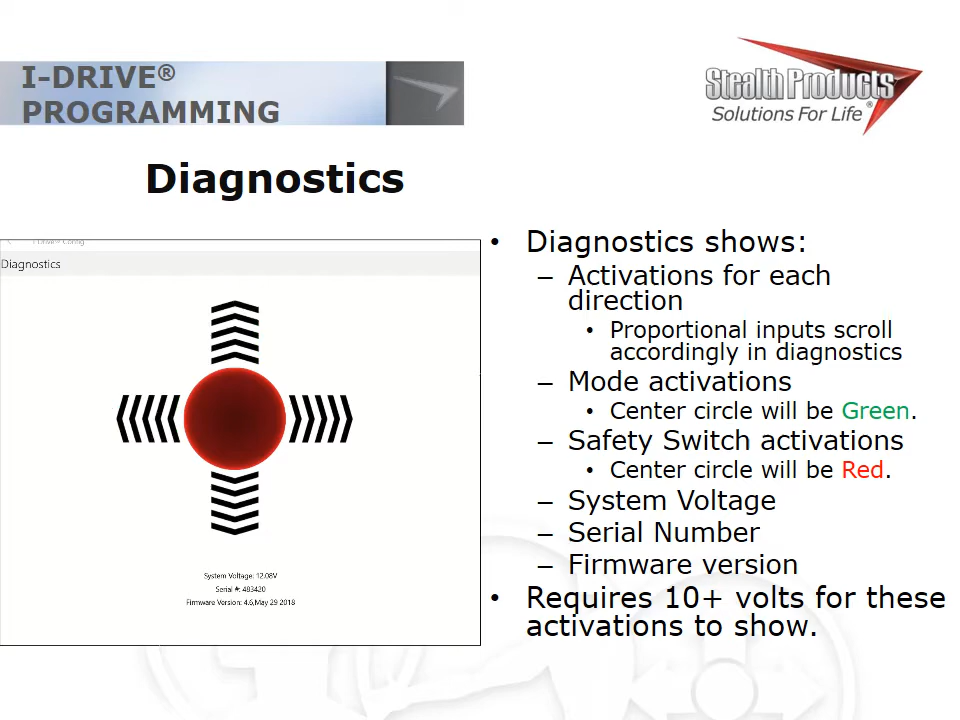 I-DRIVE®
PROGRAMMING
Stealth Products®
Solutions For Life
Diagnostics
I Drive® Config
Diagnostics
System Voltage: 12.08V
Serial #: 483420
Firmware Version: 4.6,May 29 2018
• Diagnostics shows:
– Activations for each
direction
• Proportional inputs scroll
accordingly in diagnostics
– Mode activations
• Center circle will be Green.
– Safety Switch activations
• Center circle will be Red.
– System Voltage
– Serial Number
– Firmware version
• Requires 10+ volts for these
activations to show.